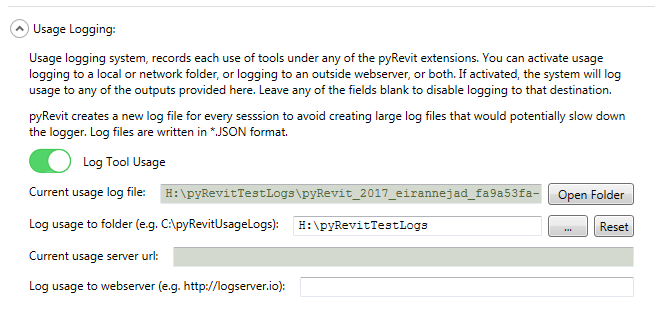 Usage Logging:
Usage logging system, records each use of tools under any of the pyRevit extensions. You can activate usage
logging to a local or network folder, or logging to an outside webserver, or both. If activated, the system will log
usage to any of the outputs provided here. Leave any of the fields blank to disable logging to that destination.
pyRevit creates a new log file for every sesssion to avoid creating large log files that would potentially slow down
the logger. Log files are written in *.JSON format.
Log Tool Usage
Current usage log file: H:\pyRevitTestLogs\pyRevit_2017_eirannejad_fa9a53fa- Open Folder
Log usage to folder (e.g. C:\pyRevitUsageLogs): H:\pyRevitTestLogs ... Reset
Current usage server url:
Log usage to webserver (e.g. http://logserver.io):